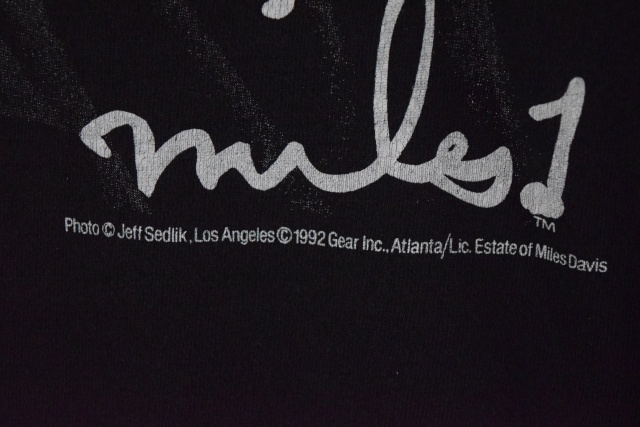 miles
TM
Photo © Jeff Sedlik, Los Angeles © 1992 Gear Inc., Atlanta/Lic. Estate of Miles Davis